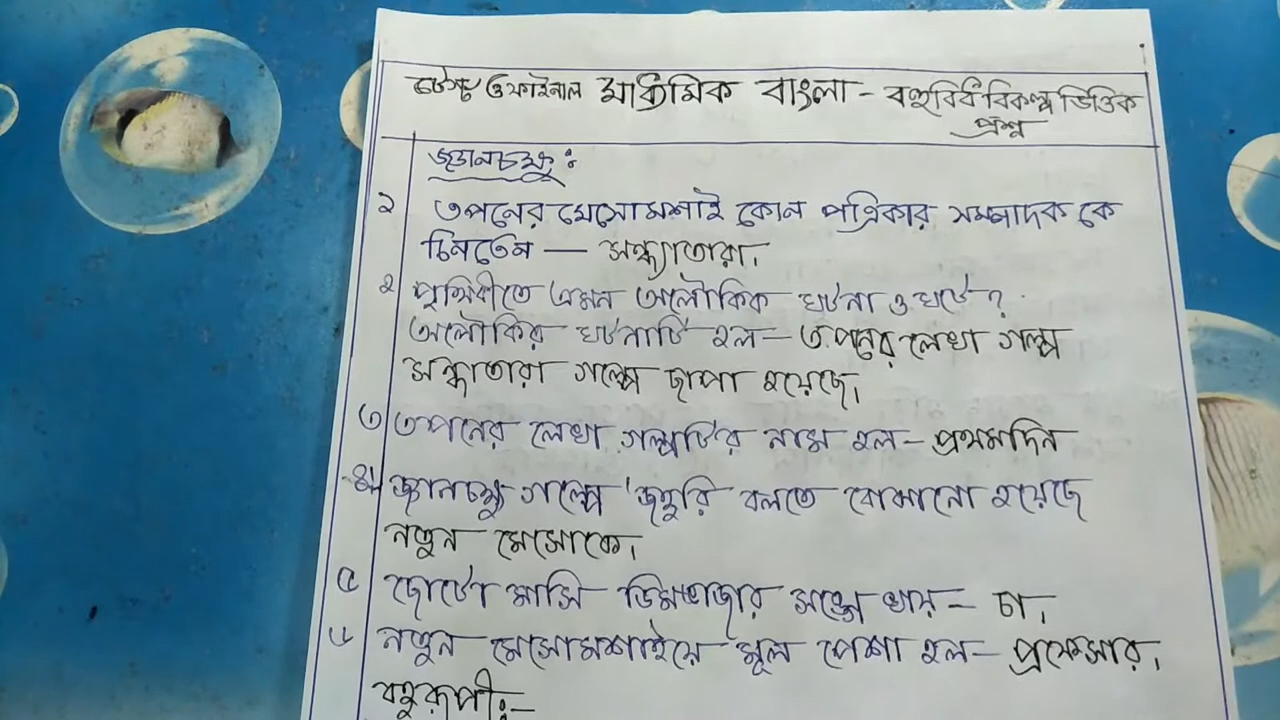 টেস্ট ও ফাইনাল মাধ্যমিক বাংলা - বহুবিধ বিকল্প ভিত্তিক
প্রশ্ন
জ্ঞানচক্ষু :
১ তপনের মেসোমশাই কোন পত্রিকার সম্পাদক কে
চিনতেন — সন্ধ্যাতারা।
২ পৃথিবীতে এমন অলৌকিক ঘটনা ও ঘটে?
অলৌকির ঘটনাটি হল— তপনের লেখা গল্প
সন্ধাতারা গল্পে ছাপা হয়েছে।
৩ তপনের লেখা গল্পটির নাম হল- প্রথমদিন
৪ জ্ঞানচক্ষু গল্পে 'জহুরি বলতে বোঝানো হয়েছে
নতুন মেসোকে।
৫ ছোটো মাসি ডিমভাজার সঙ্গে খায় — চা।
৬ নতুন মেসোমশাইয়ে মূল পেশা হল— প্রফেসার।
বহুরূপী:—